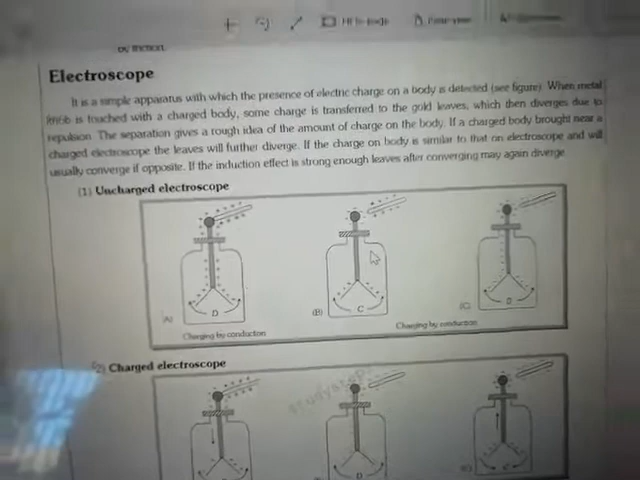 by friction.
Electroscope
It is a simple apparatus with which the presence of electric charge on a body is detected (see figure). When metal
knob is touched with a charged body, some charge is transferred to the gold leaves, which then diverges due to
repulsion. The separation gives a rough idea of the amount of charge on the body. If a charged body brought near a
charged electroscope the leaves will further diverge. If the charge on body is similar to that on electroscope and will
usually converge if opposite. If the induction effect is strong enough leaves after converging may again diverge
(1) Uncharged electroscope
(A)
D
(B)
C
(C)
Charging by conduction
Charging by conduction
(2) Charged electroscope
D
C